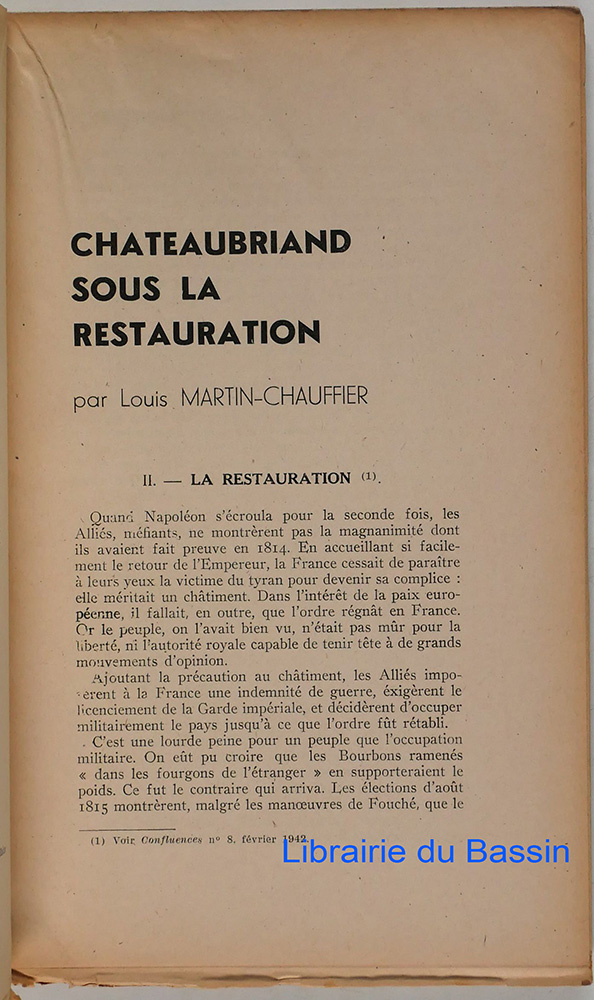 CHATEAUBRIAND
SOUS LA
RESTAURATION
par Louis MARTIN-CHAUFFIER
II. — LA RESTAURATION (1).
Quand Napoléon s'écroula pour la seconde fois, les
Alliés, méfiants, ne montrèrent pas la magnanimité dont
ils avaient fait preuve en 1814. En accueillant si facile-
ment le retour de l'Empereur, la France cessait de paraître
à leurs yeux la victime du tyran pour devenir sa complice :
elle méritait un châtiment. Dans l'intérêt de la paix euro-
péenne, il fallait, en outre, que l'ordre régnât en France.
Or le peuple, on l'avait bien vu, n'était pas mûr pour la
liberté, ni l'autorité royale capable de tenir tête à de grands
mouvements d'opinion.
Ajoutant la précaution au châtiment, les Alliés impo-
sèrent à la France une indemnité de guerre, éxigèrent le
licenciement de la Garde impériale, et décidèrent d'occuper
militairement le pays jusqu'à ce que l'ordre fût rétabli.
C'est une lourde peine pour un peuple que l'occupation
militaire. On eût pu croire que les Bourbons ramenés
« dans les fourgons de l'étranger » en supporteraient le
poids. Ce fut le contraire qui arriva. Les élections d'août
1815 montrèrent, malgré les manœuvres de Fouché, que le
(1) Voir Confluences n° 8, février 1942.
Librairie du Bassin